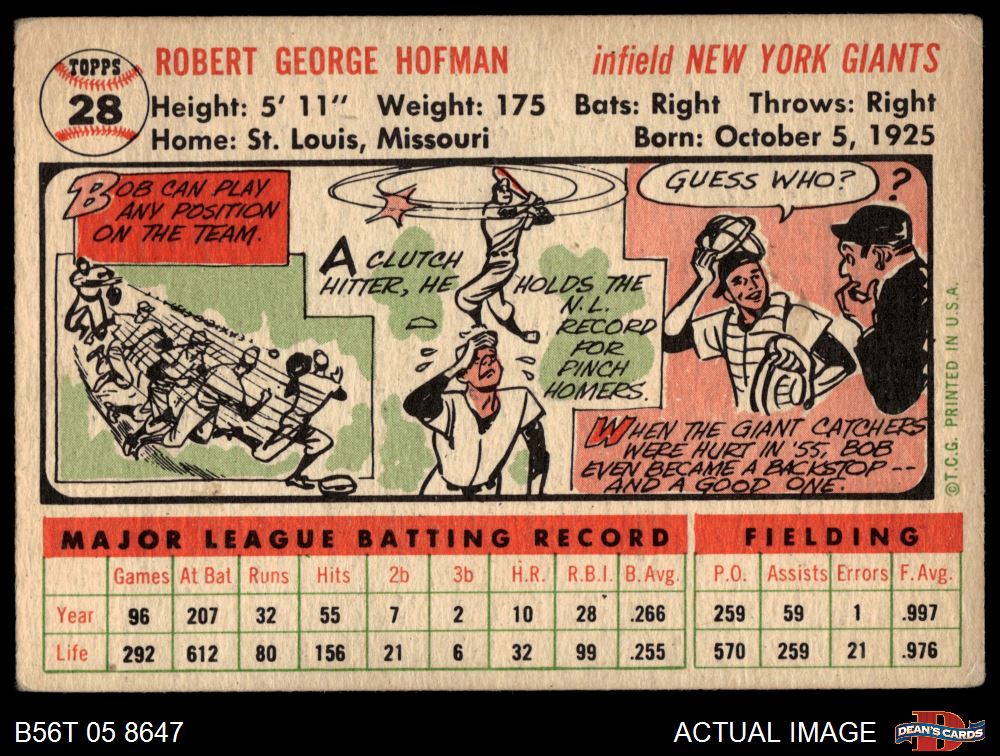 TOPPS
28
ROBERT GEORGE HOFMAN infield NEW YORK GIANTS
Height: 5' 11" Weight: 175 Bats: Right Throws: Right
Home: St. Louis, Missouri Born: October 5, 1925
BOB CAN PLAY
ANY POSITION
ON THE TEAM.
A CLUTCH
HITTER, HE HOLDS THE
N.L.
RECORD
FOR
PINCH
HOMERS.
GUESS WHO? ?
WHEN THE GIANT CATCHERS
WERE HURT IN '55, BOB
EVEN BECAME A BACKSTOP --
AND A GOOD ONE.
©T.C.G. PRINTED IN U.S.A.
MAJOR LEAGUE BATTING RECORD FIELDING
Games At Bat Runs Hits 2b 3b H.R. R.B.I. B. Avg. P.O. Assists Errors F. Avg.
Year 96 207 32 55 7 2 10 28 .266 259 59 1 .997
Life 292 612 80 156 21 6 32 99 .255 570 259 21 .976
B56T 05 8647 ACTUAL IMAGE DEAN'S CARDS